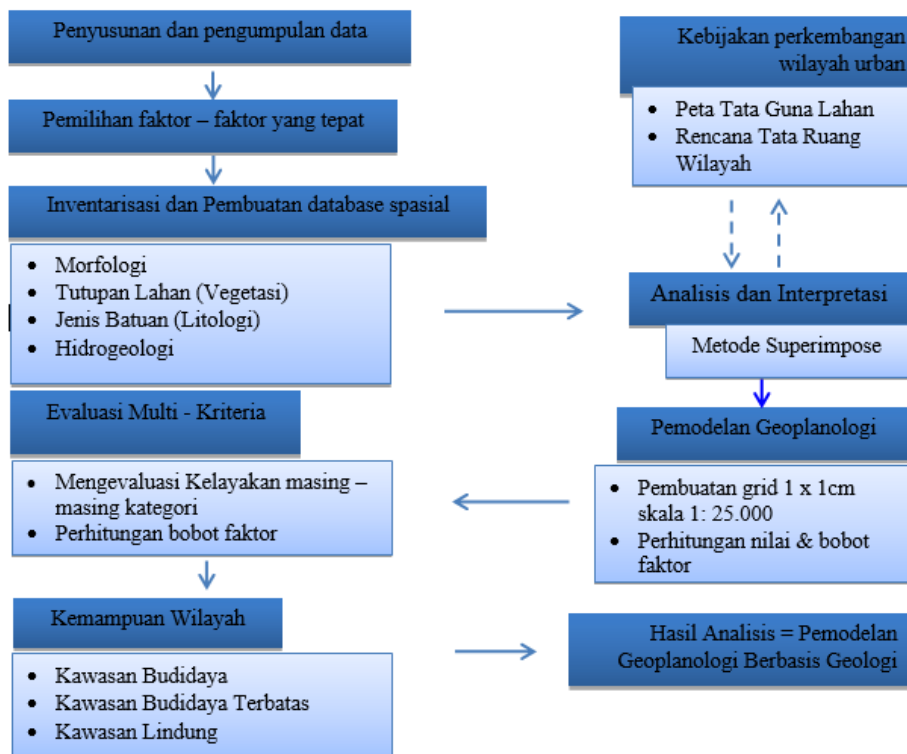 Penyusunan dan pengumpulan data
Pemilihan faktor – faktor yang tepat
Inventarisasi dan Pembuatan database spasial
• Morfologi
• Tutupan Lahan (Vegetasi)
• Jenis Batuan (Litologi)
• Hidrogeologi
Kebijakan perkembangan
wilayah urban
• Peta Tata Guna Lahan
• Rencana Tata Ruang
Wilayah
Analisis dan Interpretasi
Metode Superimpose
Pemodelan Geoplanologi
• Pembuatan grid 1 x 1cm
skala 1: 25.000
• Perhitungan nilai & bobot
faktor
Evaluasi Multi - Kriteria
• Mengevaluasi Kelayakan masing –
masing kategori
• Perhitungan bobot faktor
Kemampuan Wilayah
• Kawasan Budidaya
• Kawasan Budidaya Terbatas
• Kawasan Lindung
Hasil Analisis = Pemodelan
Geoplanologi Berbasis Geologi